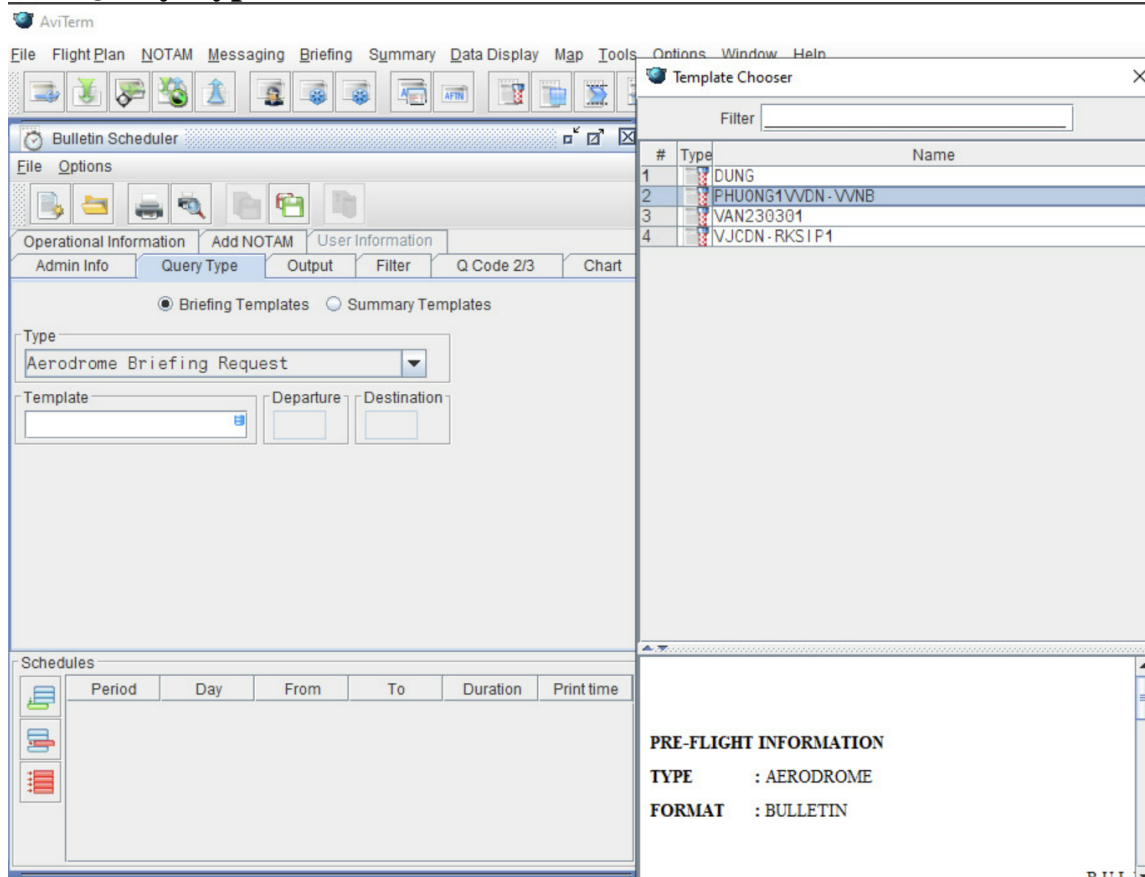 AviTerm
File Flight Plan NOTAM Messaging Briefing Summary Data Display Map Tools Options Window Help
AFTN
Bulletin Scheduler
File Options
Operational Information Add NOTAM User Information
Admin Info Query Type Output Filter Q Code 2/3 Chart
Briefing Templates Summary Templates
Type
Aerodrome Briefing Request
Template Departure Destination
Schedules
Period Day From To Duration Print time
Template Chooser
Filter
# Type Name
1 DUNG
2 PHUONG1VVDN-VVNB
3 VAN230301
4 VJCDN-RKSIP1
PRE-FLIGHT INFORMATION
TYPE : AERODROME
FORMAT : BULLETIN